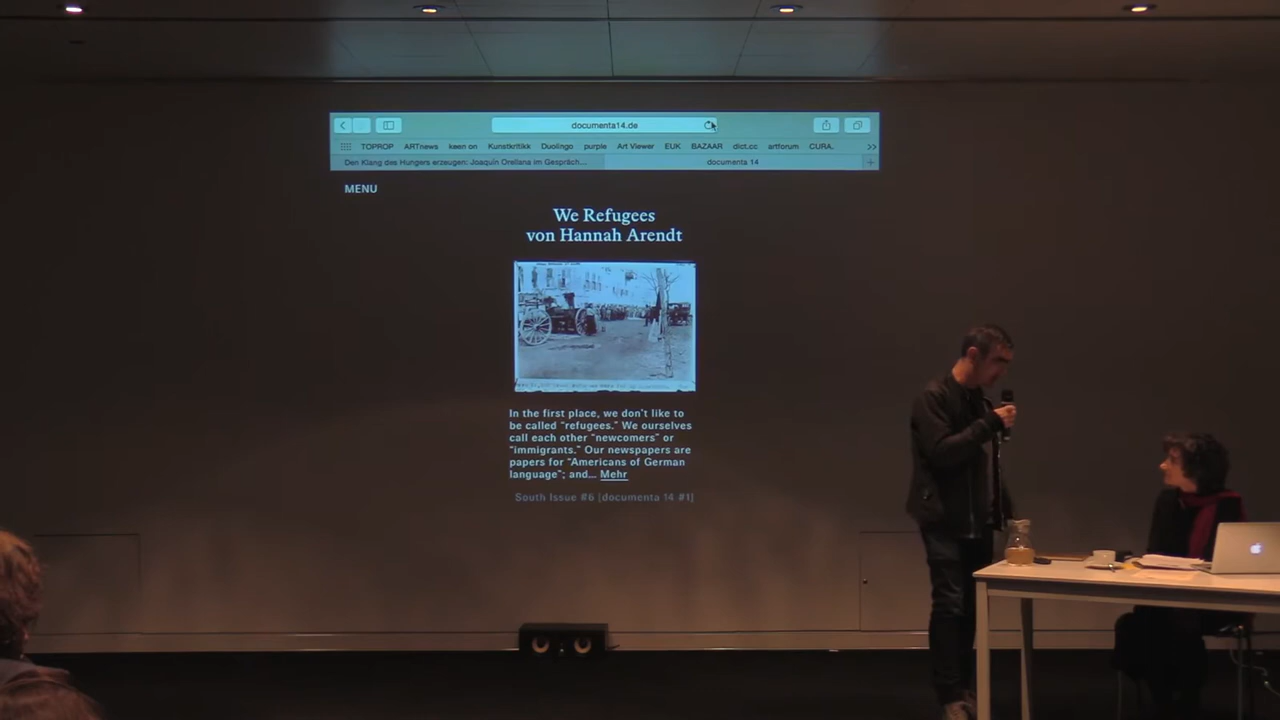 documenta14.de
TOPROP ARTnews keen on Kunstkritikk Duolingo purple Art Viewer EUK BAZAAR dict.cc artforum CURA. >>
Den Klang des Hungers erzeugen: Joaquín Orellana im Gespräch... documenta 14 +
MENU
We Refugees
von Hannah Arendt
In the first place, we don't like to
be called "refugees." We ourselves
call each other "newcomers" or
"immigrants." Our newspapers are
papers for "Americans of German
language"; and... Mehr
South Issue #6 [documenta 14 #1]